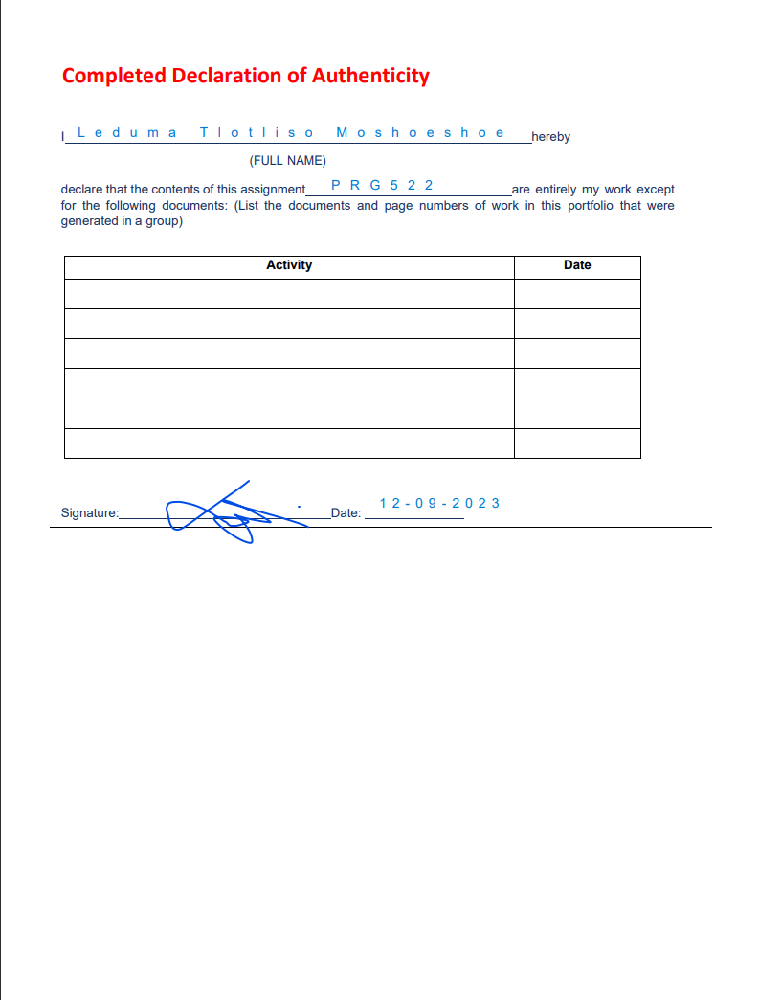 Completed Declaration of Authenticity
I Leduma Tlotliso Moshoeshoe hereby
(FULL NAME)
declare that the contents of this assignment PRG522 are entirely my work except
for the following documents: (List the documents and page numbers of work in this portfolio that were
generated in a group)
Activity Date
Signature: Date: 12-09-2023